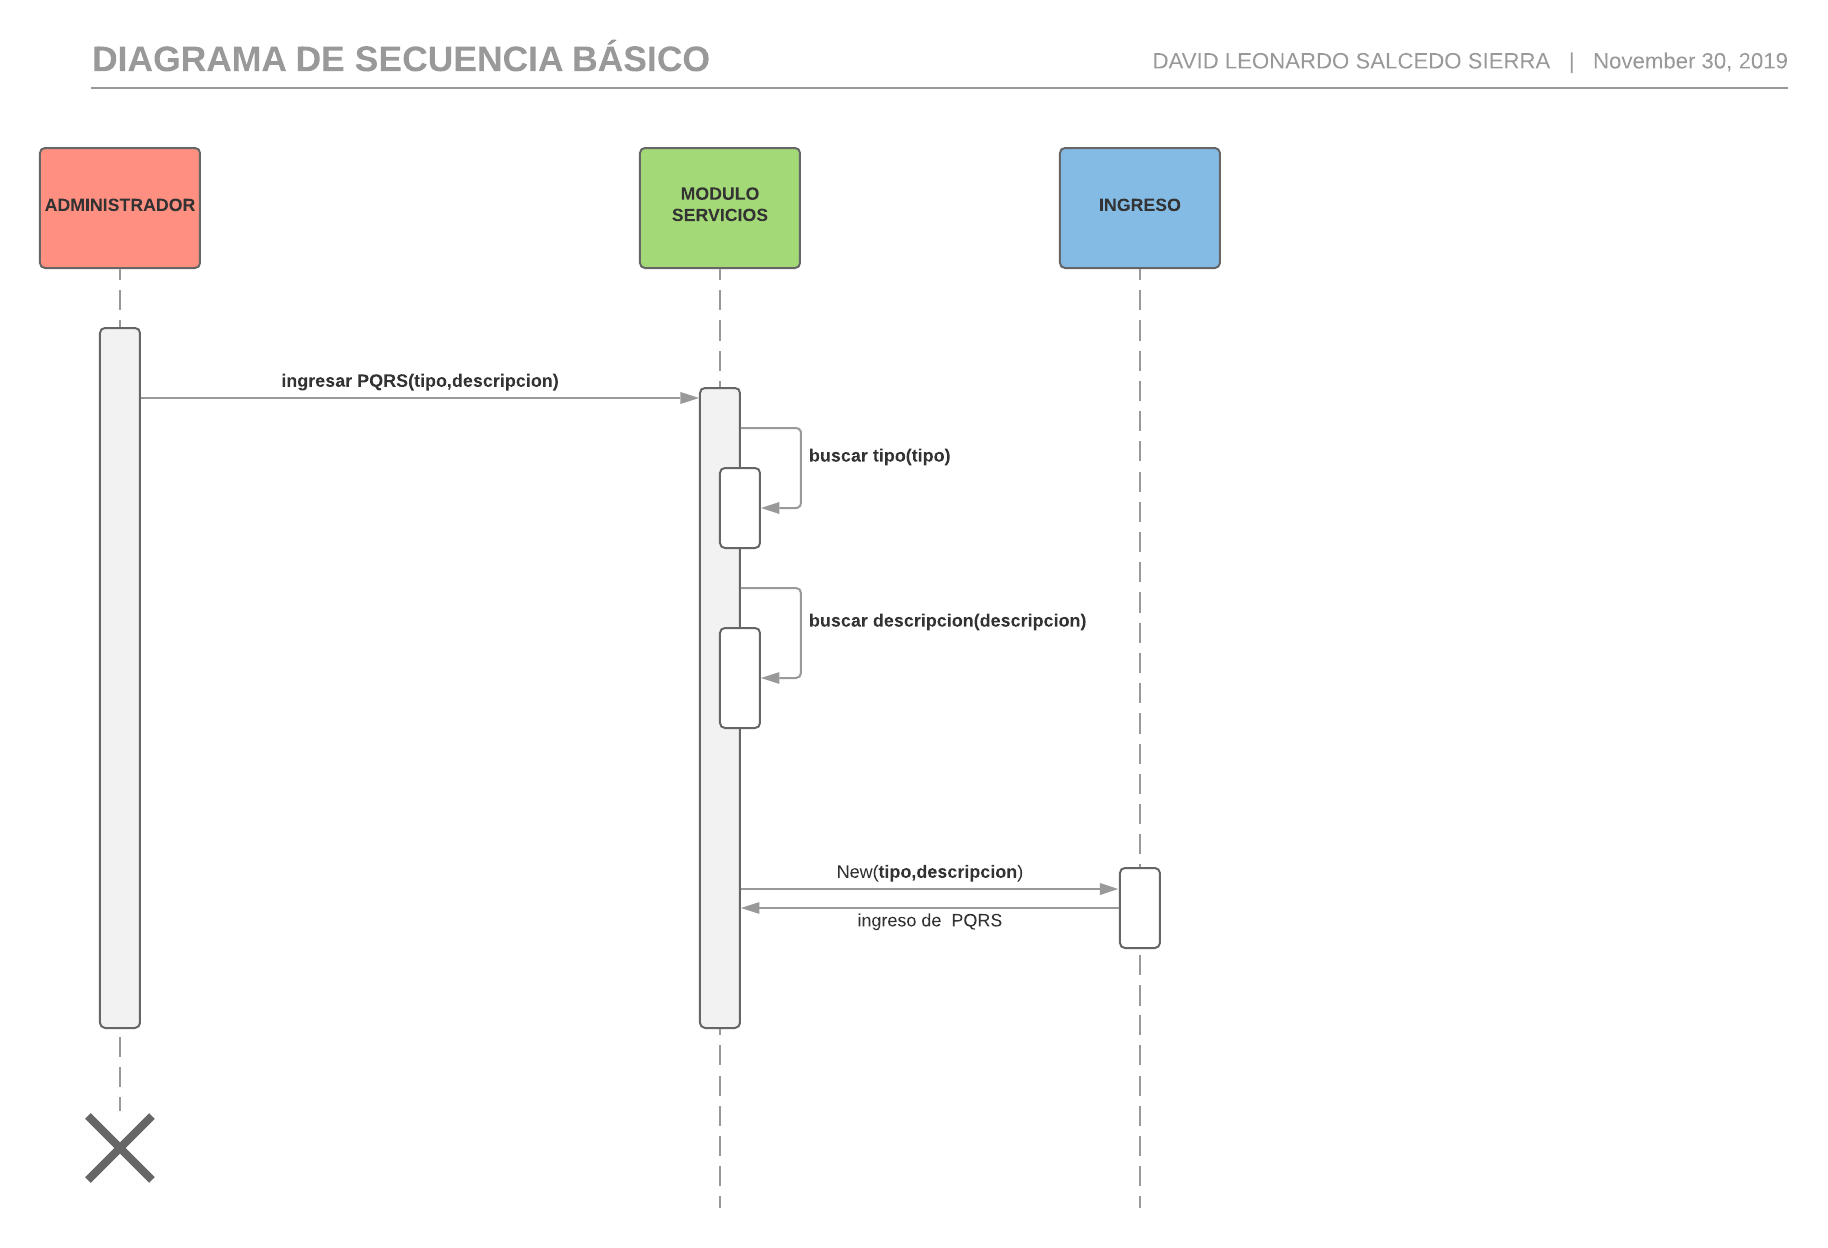 DIAGRAMA DE SECUENCIA BÁSICO
DAVID LEONARDO SALCEDO SIERRA | November 30, 2019
ADMINISTRADOR
MODULO
SERVICIOS
INGRESO
ingresar PQRS(tipo,descripcion)
buscar tipo(tipo)
buscar descripcion(descripcion)
New(tipo,descripcion)
ingreso de  PQRS